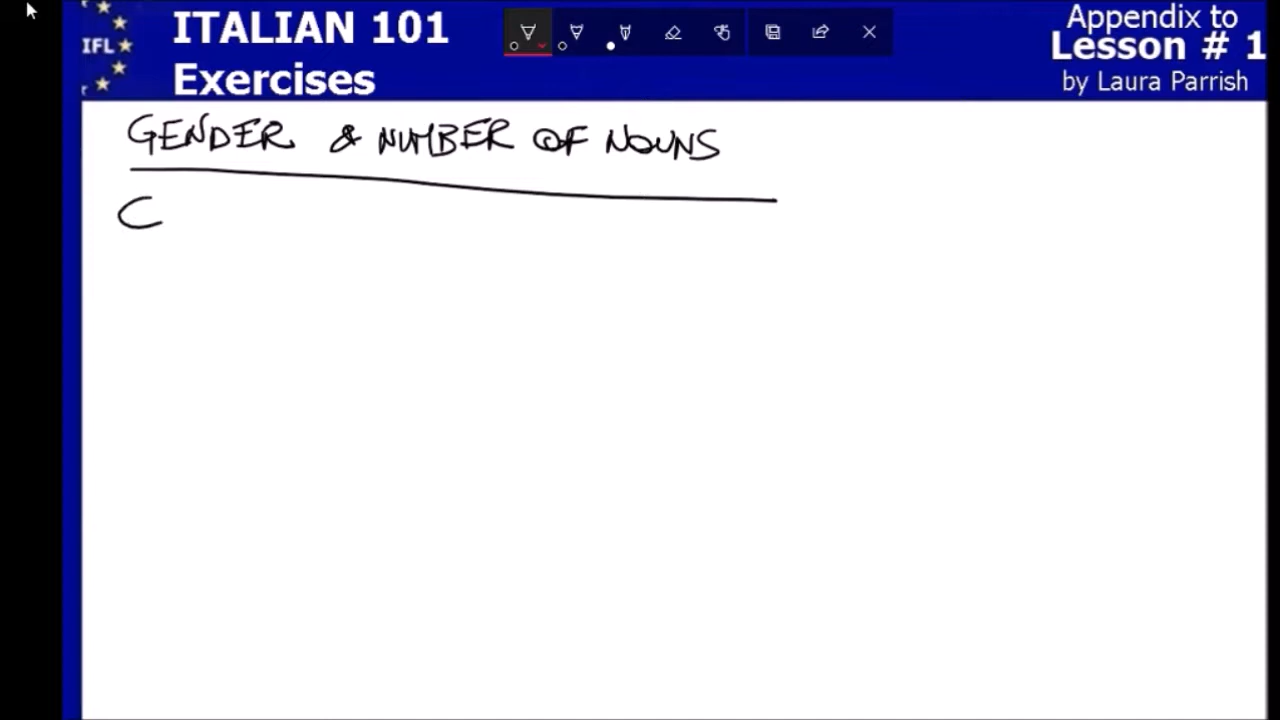 ITALIAN 101
Exercises
IFL
Appendix to
Lesson # 1
by Laura Parrish
GENDER & NUMBER OF NOUNS
C